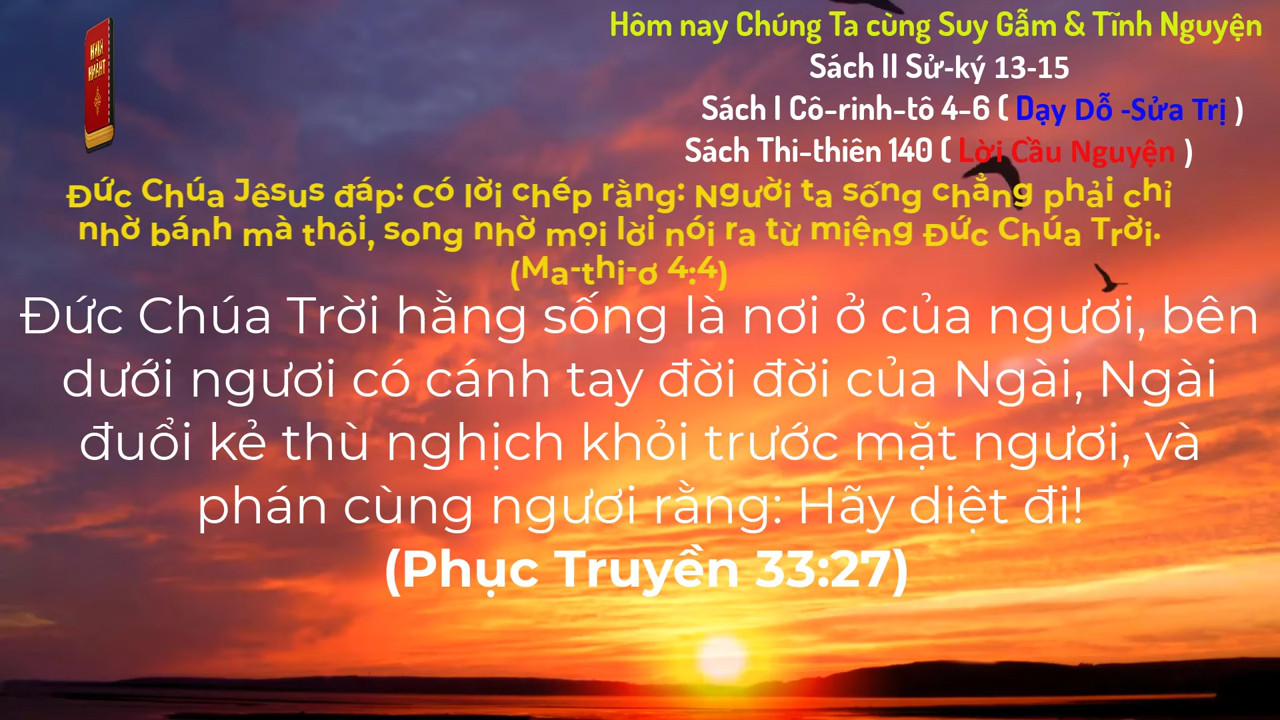 Hôm nay Chúng Ta cùng Suy Gẫm & Tĩnh Nguyện
Sách II Sử-ký 13-15
Sách I Cô-rinh-tô 4-6 ( Dạy Dỗ -Sửa Trị )
Sách Thi-thiên 140 ( Lời Cầu Nguyện )
Đức Chúa Jêsus đáp: Có lời chép rằng: Người ta sống chẳng phải chỉ
nhờ bánh mà thôi, song nhờ mọi lời nói ra từ miệng Đức Chúa Trời.
(Ma-thi-ơ 4:4)
Đức Chúa Trời hằng sống là nơi ở của ngươi, bên
dưới ngươi có cánh tay đời đời của Ngài, Ngài
đuổi kẻ thù nghịch khỏi trước mặt ngươi, và
phán cùng ngươi rằng: Hãy diệt đi!
(Phục Truyền 33:27)